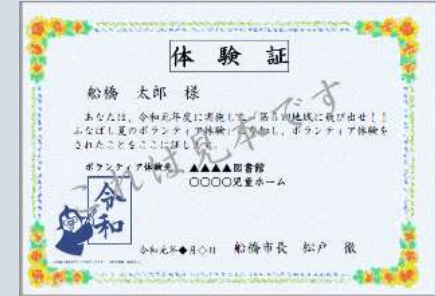 体験証
船橋 太郎 様
あなたは、令和元年度に実施した「第 回地域に飛び出せ！！
ふなばし夏のボランティア体験」に参加し、ボランティア体験を
されたことをここに証します。
ボランティア体験先 ▲▲▲▲図書館
〇〇〇〇児童ホーム
これは見本です
令和
令和元年◆月◇日 船橋市長 松戸 徹